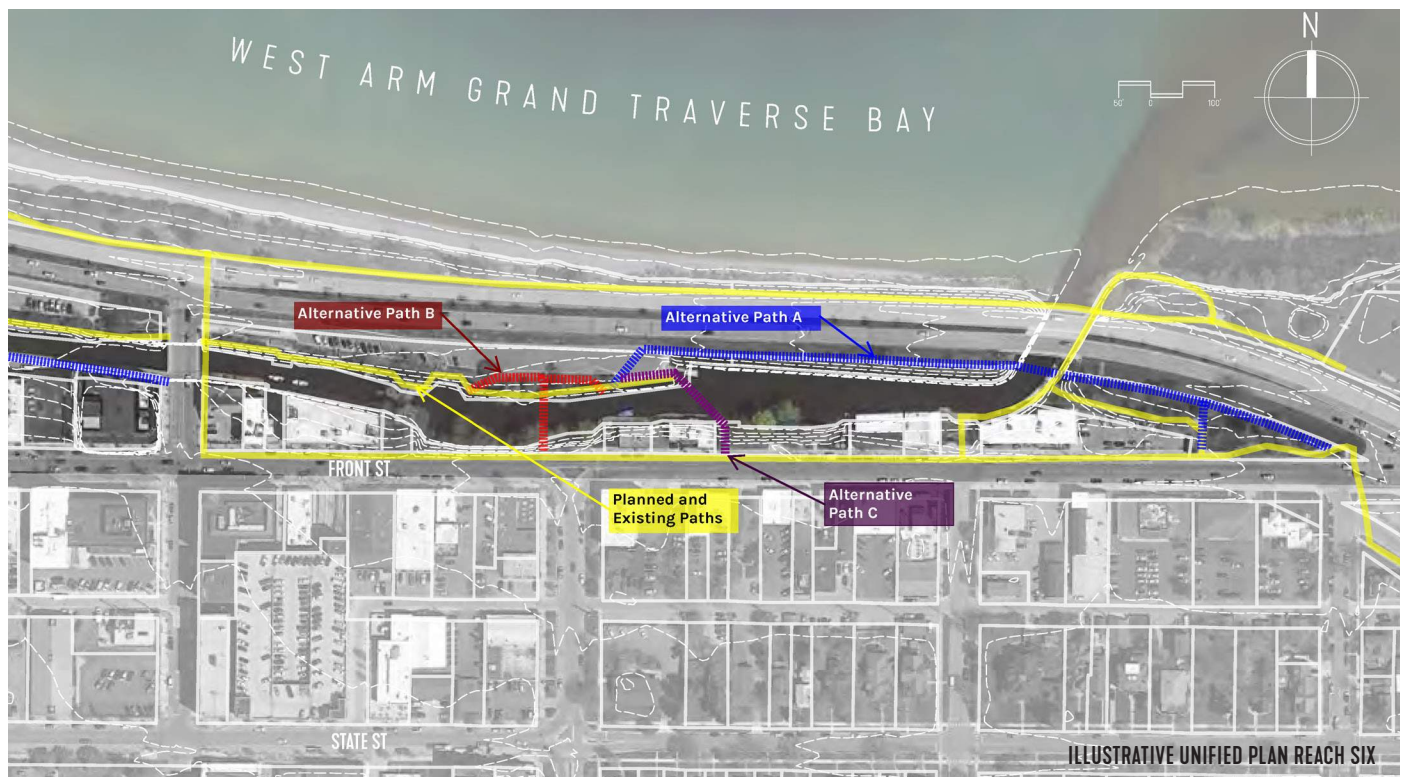 WEST ARM GRAND TRAVERSE BAY
N
50' 0 100'
Alternative Path B
Alternative Path A
FRONT ST
Planned and
Existing Paths
Alternative
Path C
STATE ST
ILLUSTRATIVE UNIFIED PLAN REACH SIX